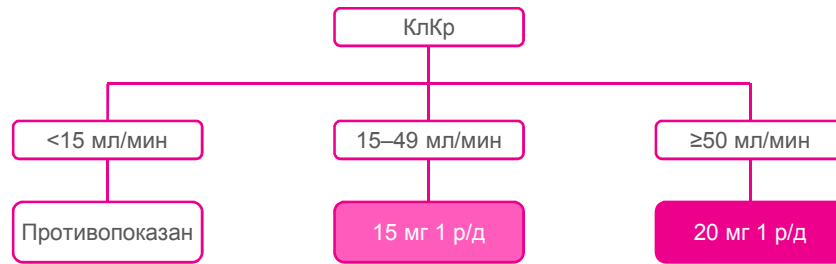 КлКр
<15 мл/мин
15–49 мл/мин
≥50 мл/мин
Противопоказан
15 мг 1 р/д
20 мг 1 р/д